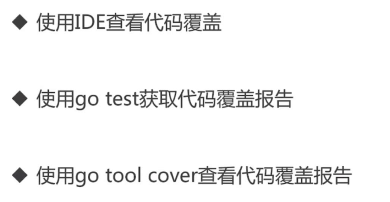 ◆ 使用IDE查看代码覆盖
◆ 使用go test获取代码覆盖报告
◆ 使用go tool cover查看代码覆盖报告